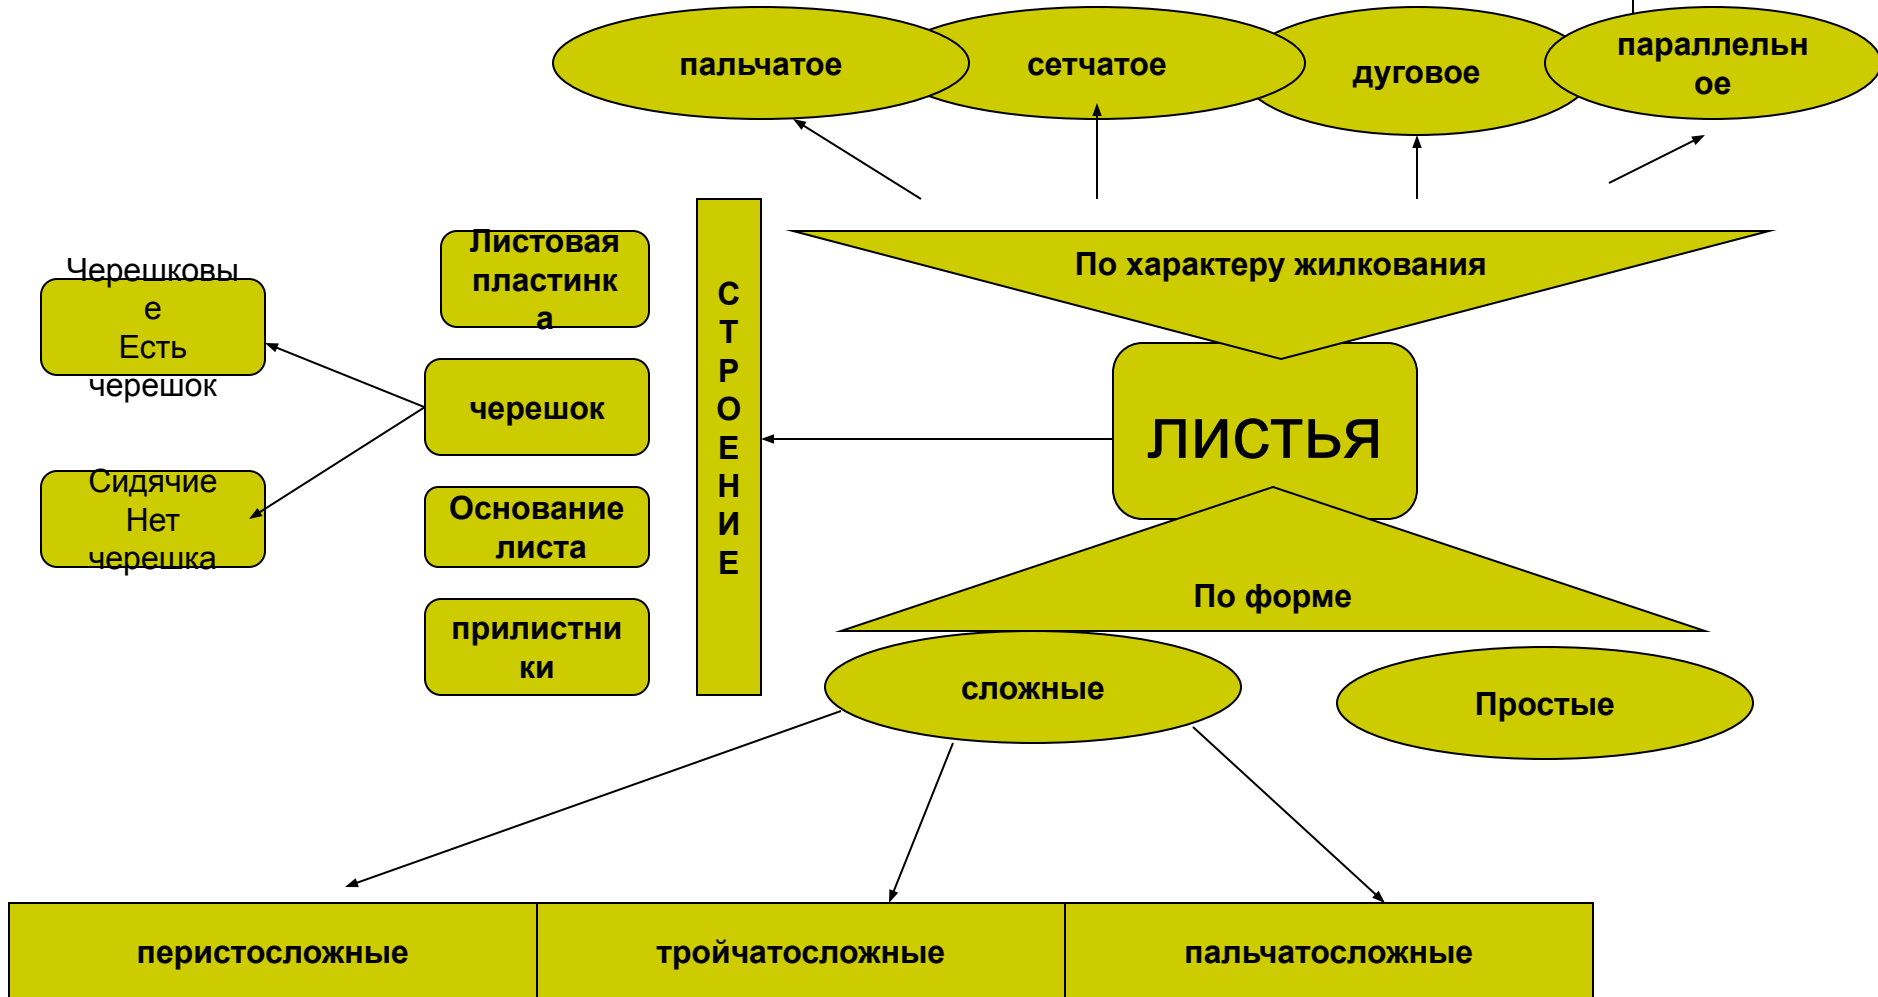 пальчатое
сетчатое
дуговое
параллельн
ое
По характеру жилкования
Листовая
пластинк
а
Черешковы
е
Есть
черешок
черешок
С
Т
Р
О
Е
Н
И
Е
ЛИСТЬЯ
Сидячие
Нет
черешка
Основание
листа
прилистни
ки
По форме
сложные
Простые
перистосложные
тройчатосложные
пальчатосложные